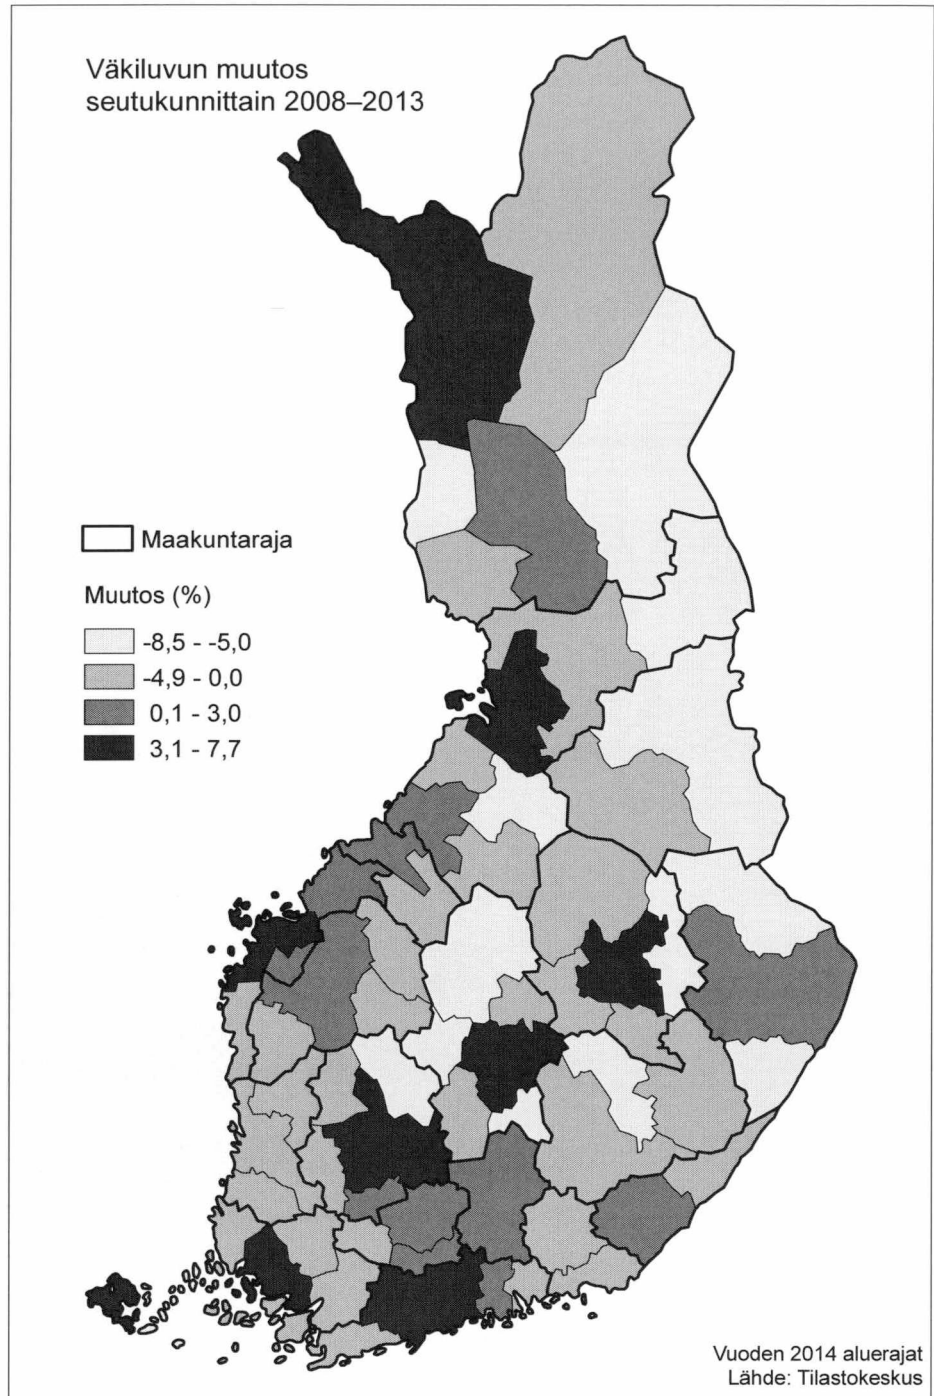 Väkiluvun muutos
seutukunnittain 2008–2013
Maakuntaraja
Muutos (%)
-8,5 - -5,0
-4,9 - 0,0
0,1 - 3,0
3,1 - 7,7
Vuoden 2014 aluerajat
Lähde: Tilastokeskus